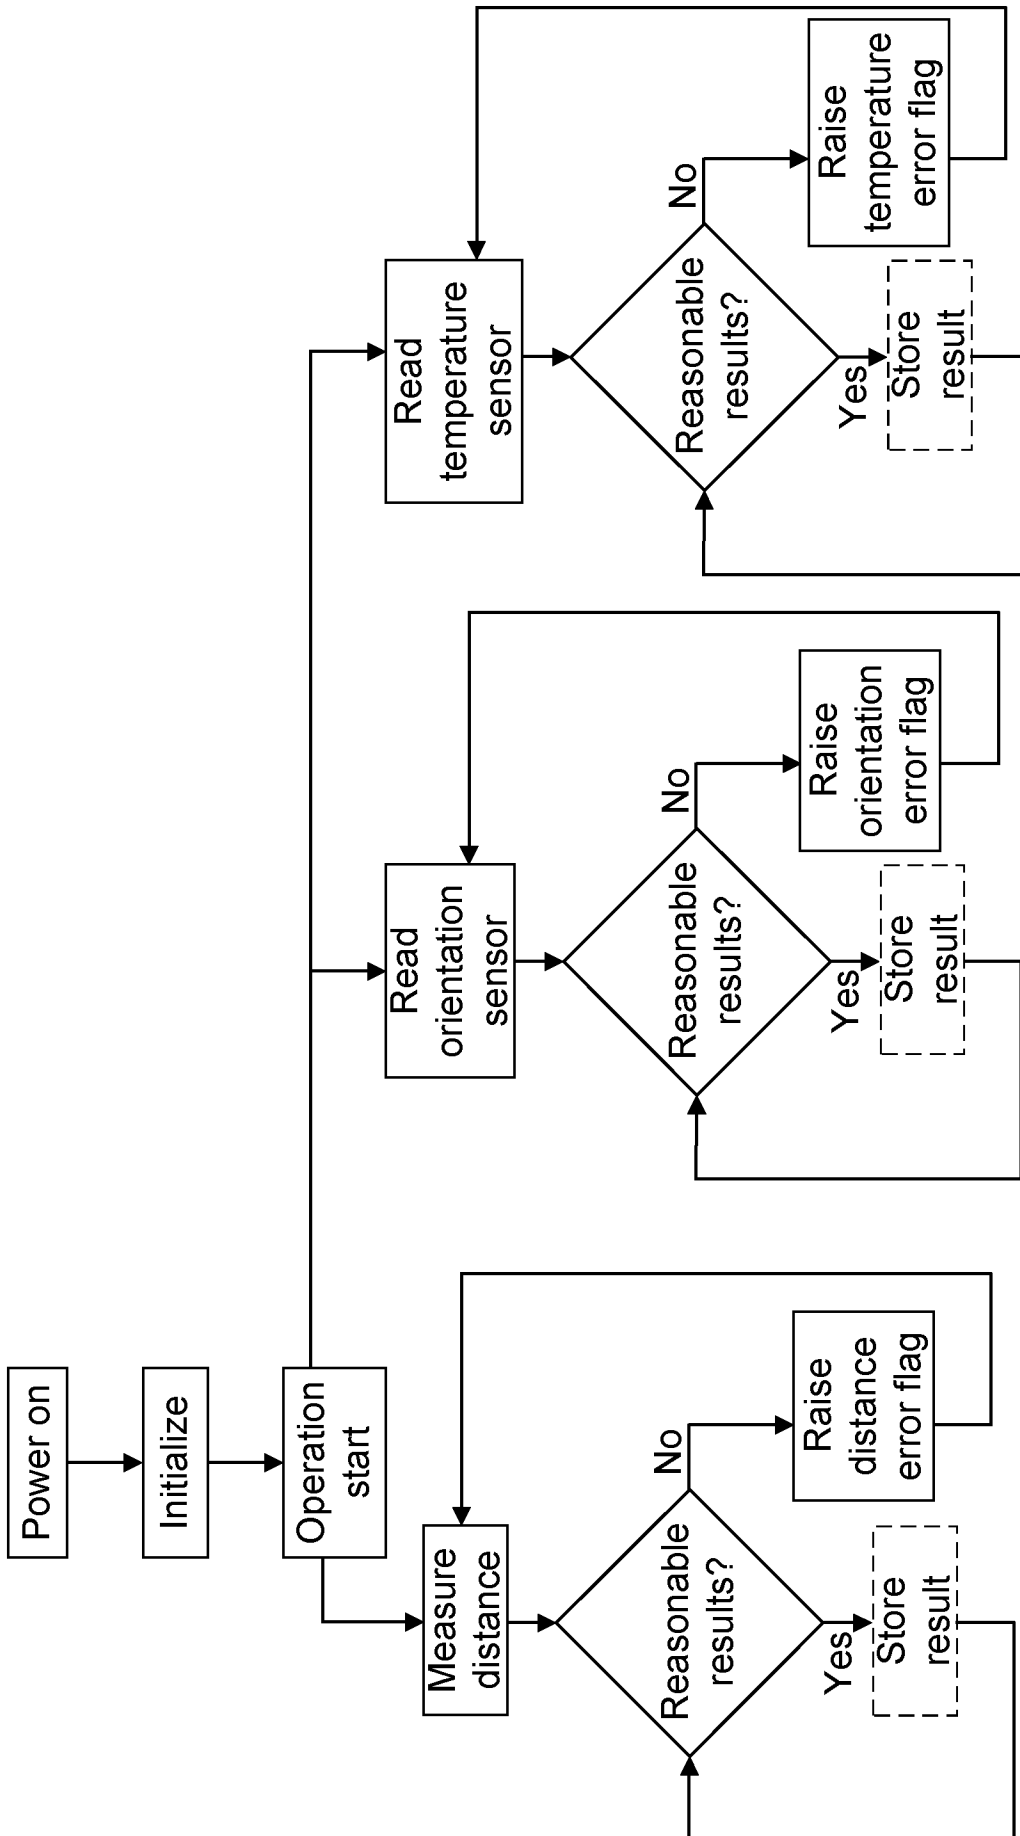 Power on
Initialize
Operation
start
Measure
distance
Reasonable
results?
No
Raise
distance
error flag
Yes
Store
result
Read
orientation
sensor
Reasonable
results?
No
Raise
orientation
error flag
Yes
Store
result
Read
temperature
sensor
Reasonable
results?
No
Raise
temperature
error flag
Yes
Store
result